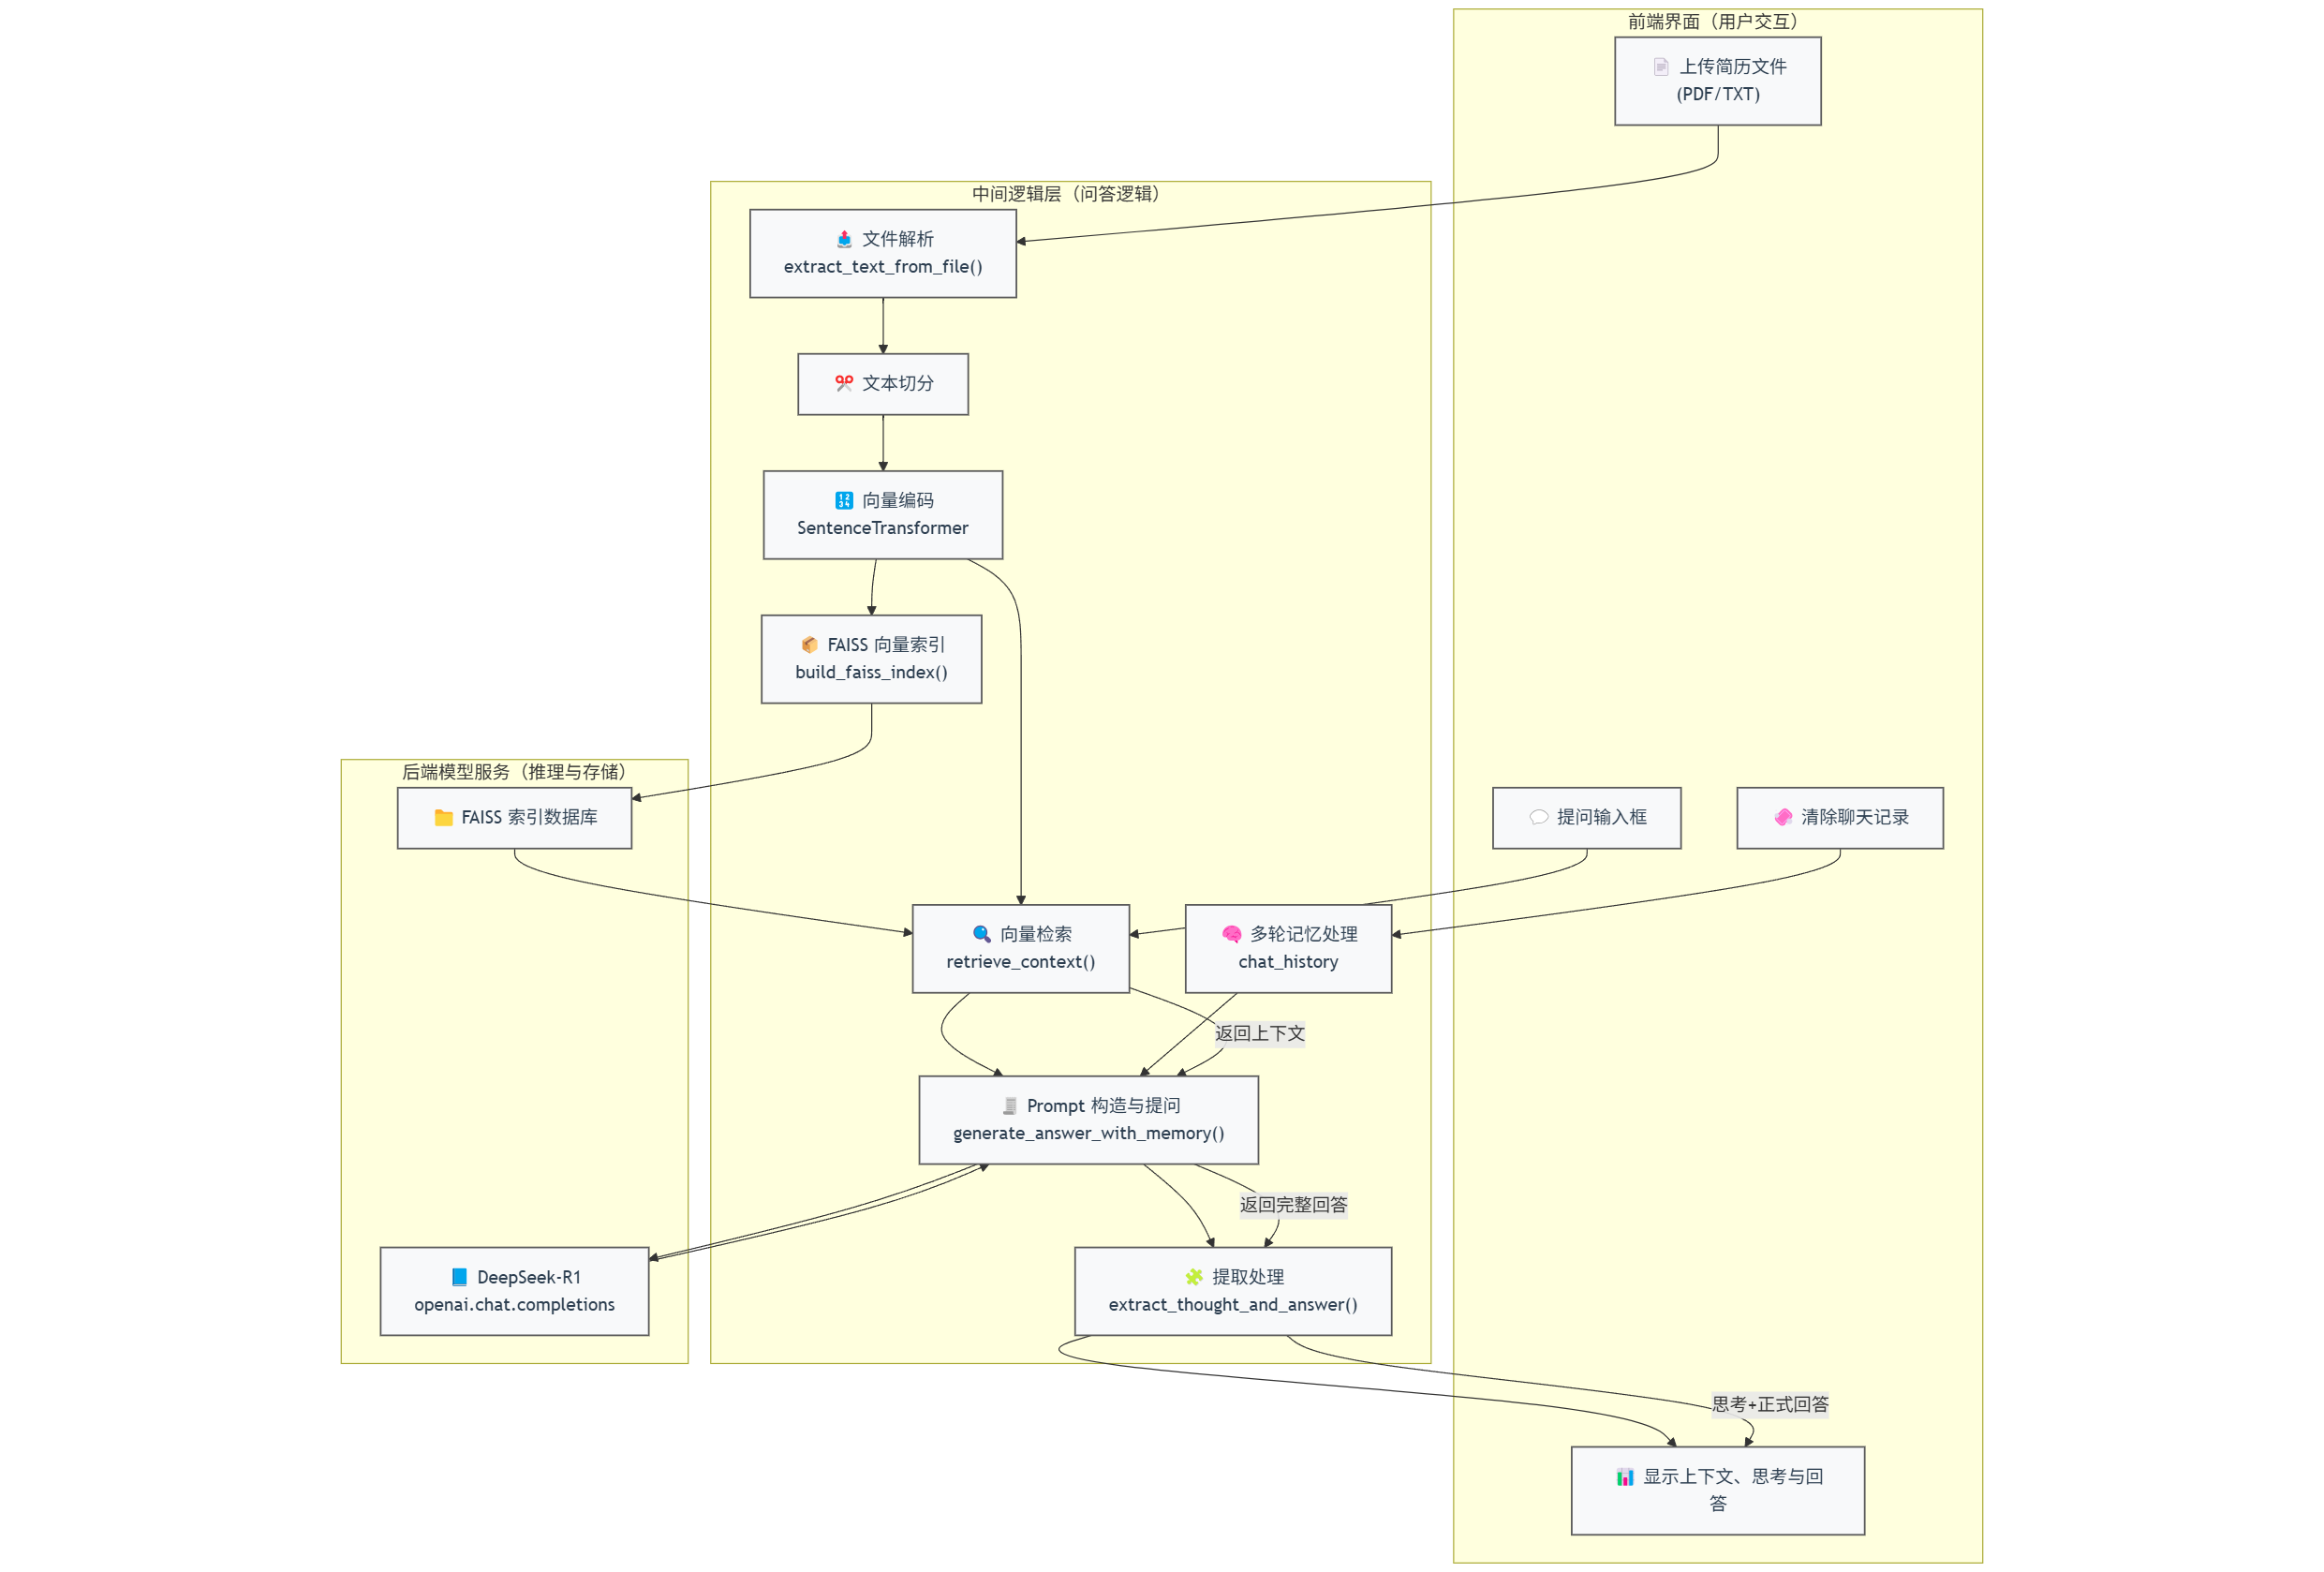 前端界面（用户交互）
上传简历文件
(PDF/TXT)
中间逻辑层（问答逻辑）
文件解析
extract_text_from_file()
文本切分
向量编码
SentenceTransformer
FAISS 向量索引
build_faiss_index()
后端模型服务（推理与存储）
FAISS 索引数据库
提问输入框
清除聊天记录
向量检索
retrieve_context()
多轮记忆处理
chat_history
返回上下文
Prompt 构造与提问
generate_answer_with_memory()
返回完整回答
DeepSeek-R1
openai.chat.completions
提取处理
extract_thought_and_answer()
思考+正式回答
显示上下文、思考与回
答